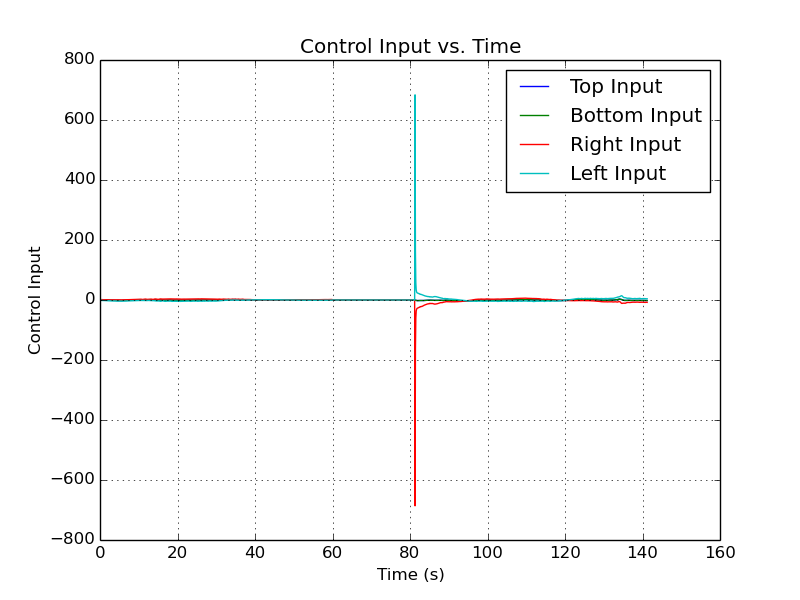 Control Input vs. Time
800
600
400
200
0
−200
−400
−600
−800
Control Input
Top Input
Bottom Input
Right Input
Left Input
0 20 40 60 80 100 120 140 160
Time (s)